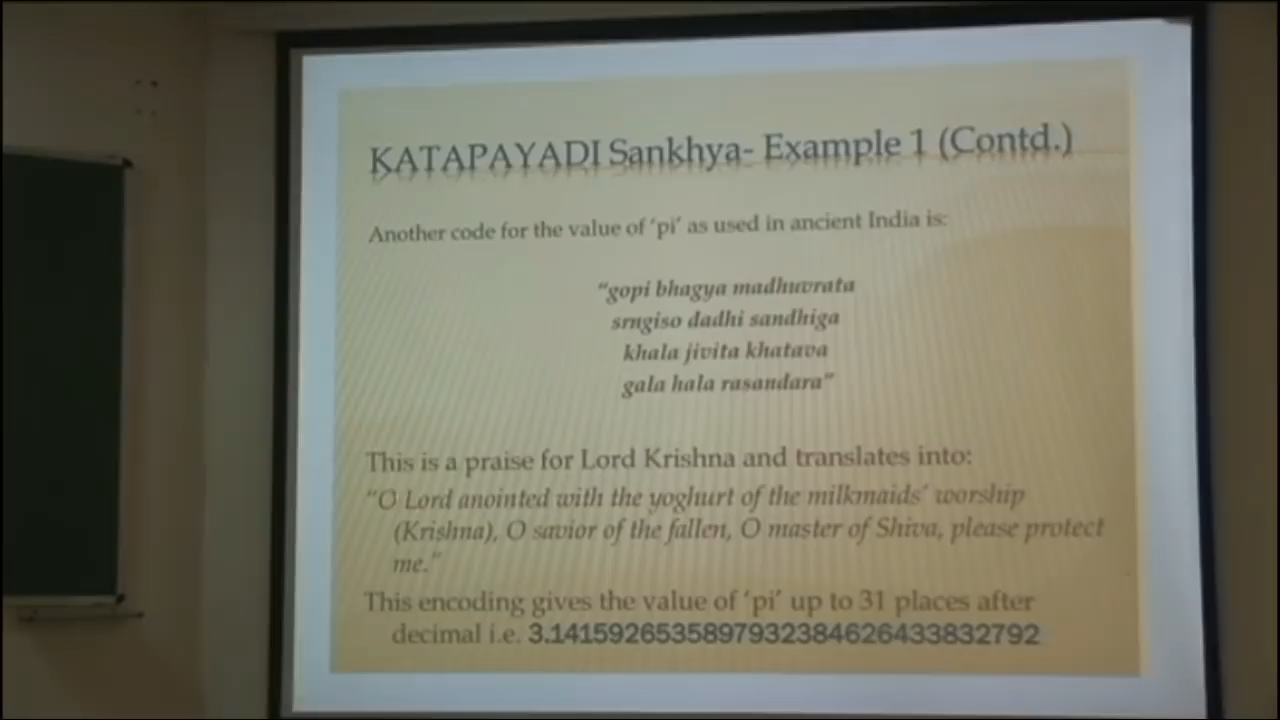 KATAPAYADI Sankhya- Example 1 (Contd.)
Another code for the value of 'pi' as used in ancient India is:
"gopi bhagya madhuvrata
srngiso dadhi sandhiga
khala jivita khatava
gala hala rasandara"
This is a praise for Lord Krishna and translates into:
"O Lord anointed with the yoghurt of the milkmaids' worship
(Krishna), O savior of the fallen, O master of Shiva, please protect
me."
This encoding gives the value of 'pi' up to 31 places after
decimal i.e. 3.1415926535897932384626433832792